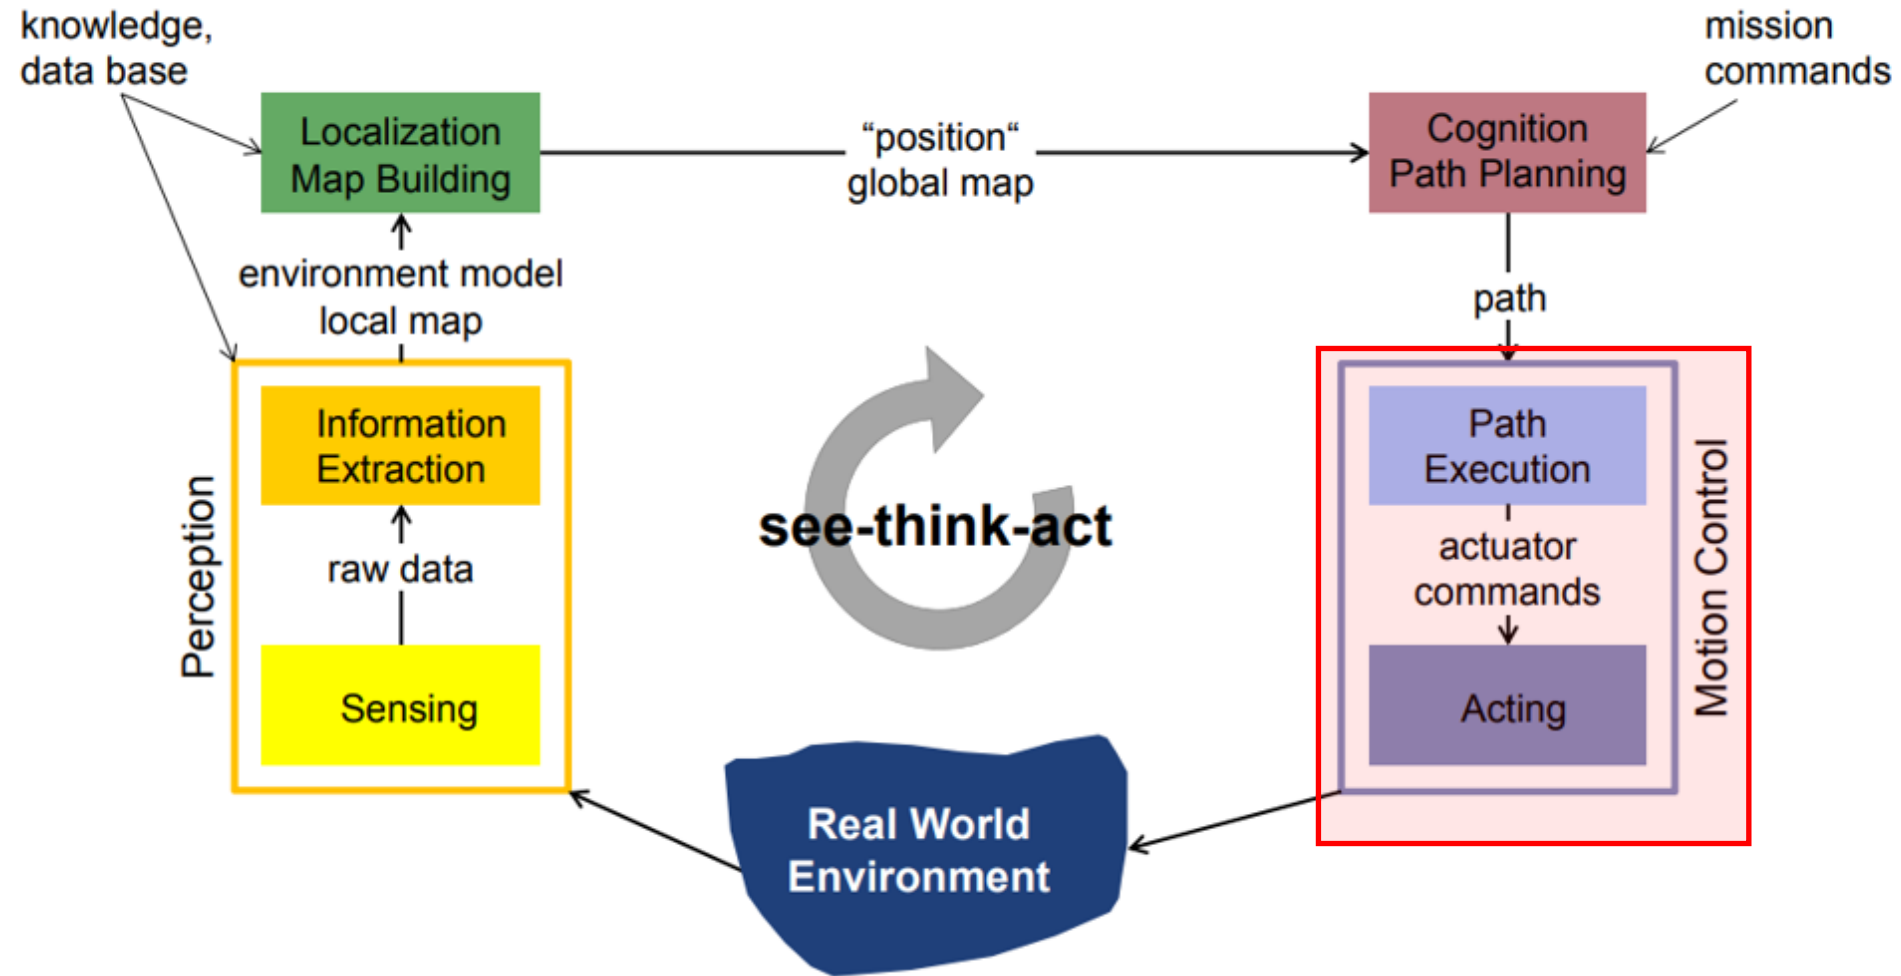 knowledge,
data base
mission
commands
Localization
Map Building
“position“
global map
Cognition
Path Planning
environment model
local map
path
Information
Extraction
raw data
Sensing
Perception
see-think-act
Path
Execution
actuator
commands
Acting
Motion Control
Real World
Environment